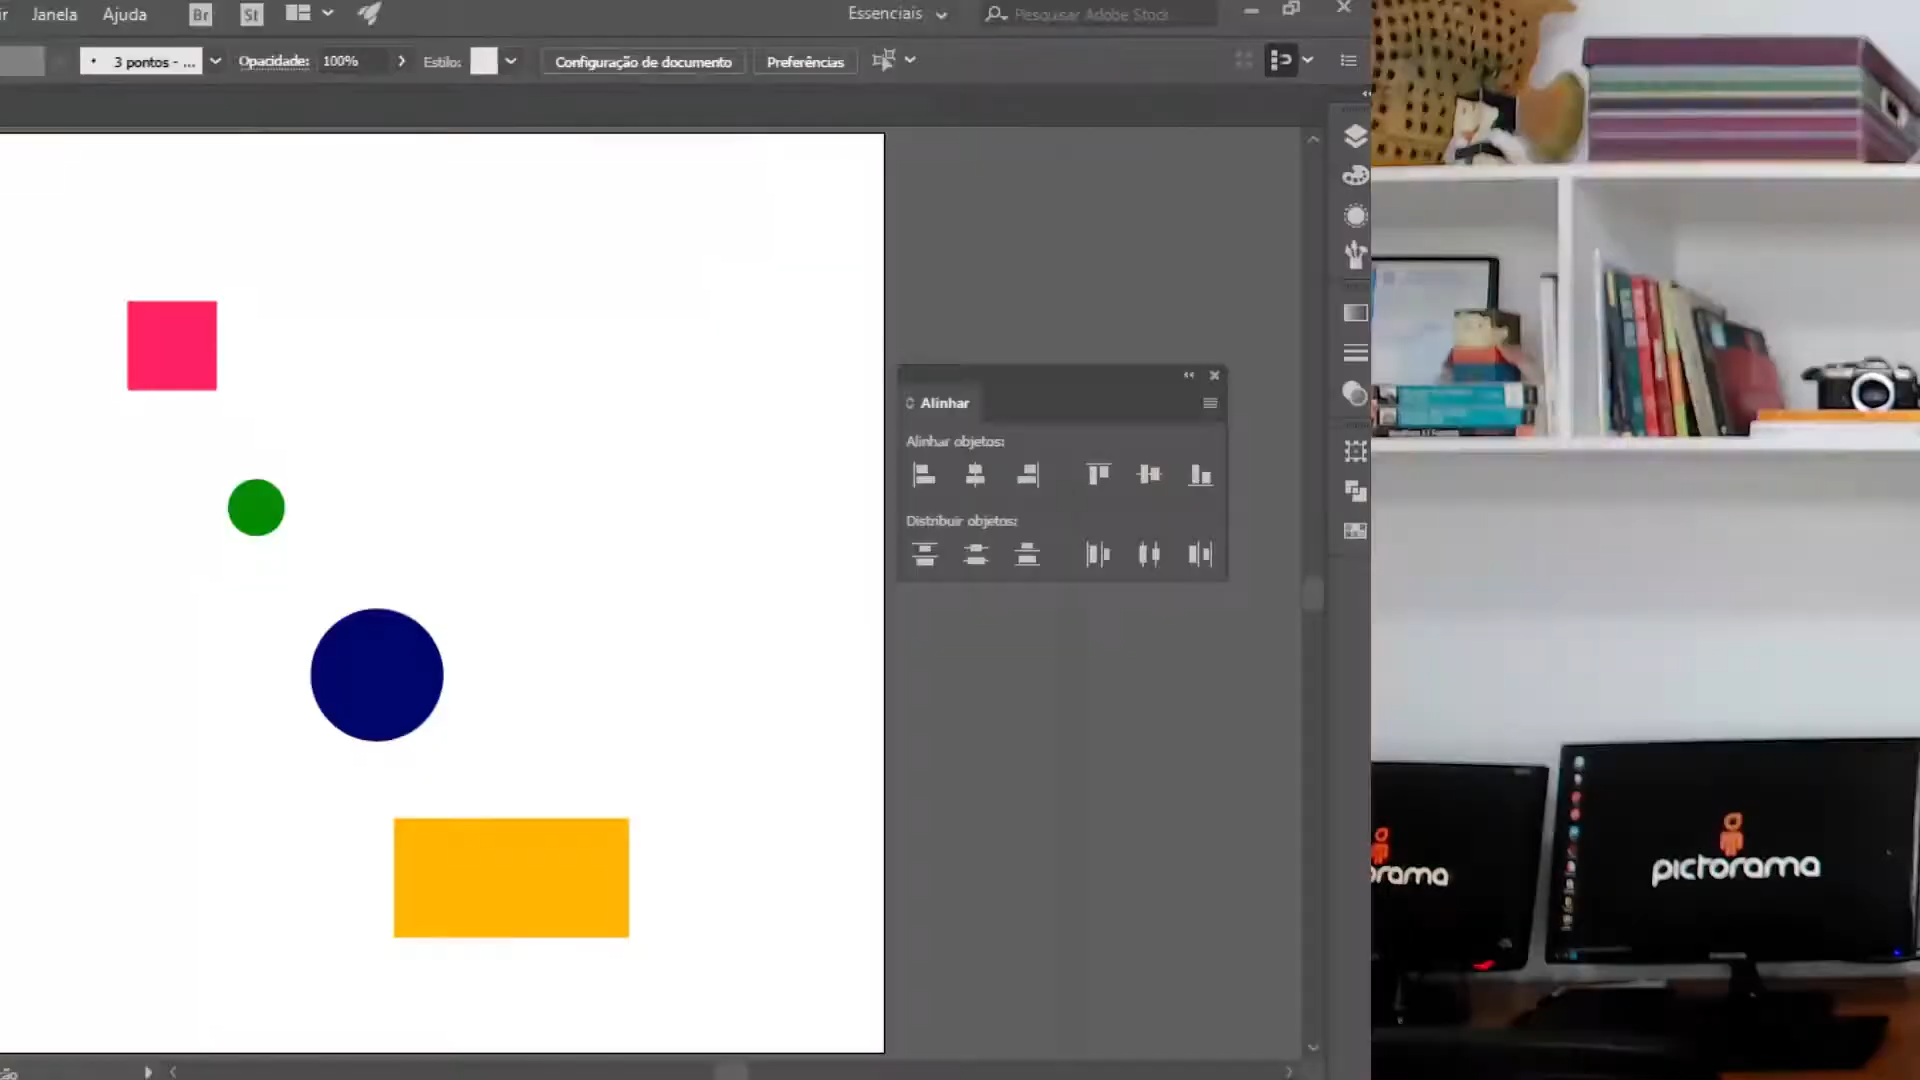 Janela Ajuda Br St Essenciais Pesquisar Adobe Stock
3 pontos - ... Opacidade: 100% Estilo: Configuração de documento Preferências
Alinhar
Alinhar objetos:
Distribuir objetos:
pictorama
orama